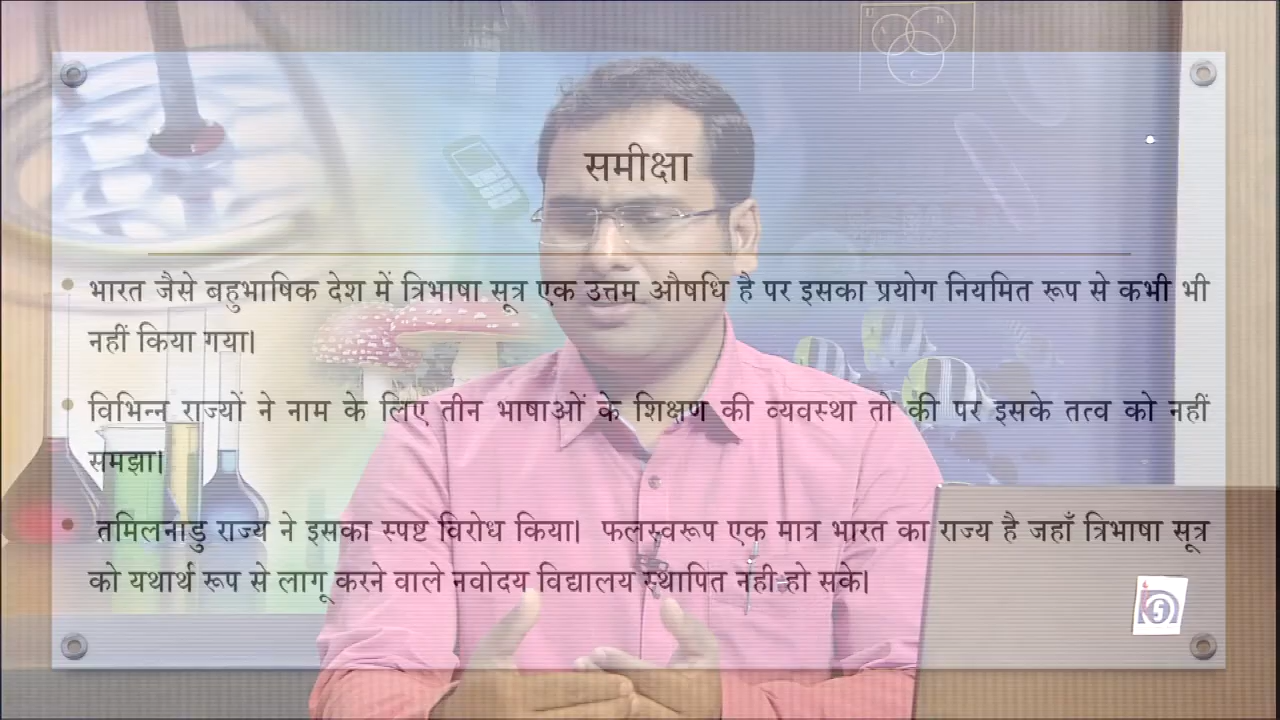 समीक्षा
भारत जैसे बहुभाषिक देश में त्रिभाषा सूत्र एक उत्तम औषधि है पर इसका प्रयोग नियमित रूप से कभी भी
नहीं किया गया।
विभिन्न राज्यों ने नाम के लिए तीन भाषाओं के शिक्षण की व्यवस्था तो की पर इसके तत्व को नहीं
समझा।
तमिलनाडु राज्य ने इसका स्पष्ट विरोध किया। फलस्वरूप एक मात्र भारत का राज्य है जहाँ त्रिभाषा सूत्र
को यथार्थ रूप से लागू करने वाले नवोदय विद्यालय स्थापित नही हो सके।